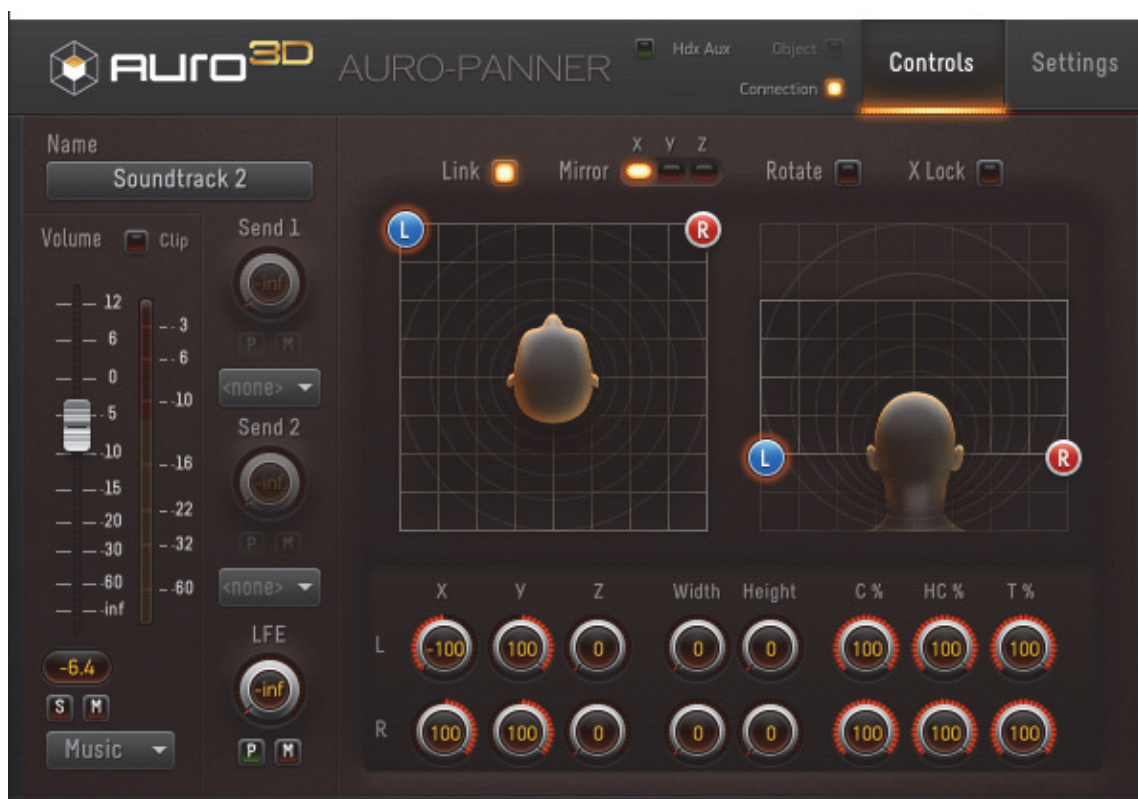 AURO 3D AURO-PANNER
Hdx Aux
Object
Connection
Controls
Settings
Name
Soundtrack 2
Link
Mirror
X Y Z
Rotate
X Lock
Volume
Clip
12
6
0
-5
-10
-15
-20
-30
-60
-inf
-3
-6
-10
-16
-22
-32
-60
-6.4
S M
Music
Send 1
-inf
P M
<none>
Send 2
-inf
P M
<none>
LFE
-inf
P M
L R
L R
X Y Z Width Height C % HC % T %
L -100 100 0 0 0 100 100 100
R 100 100 0 0 0 100 100 100